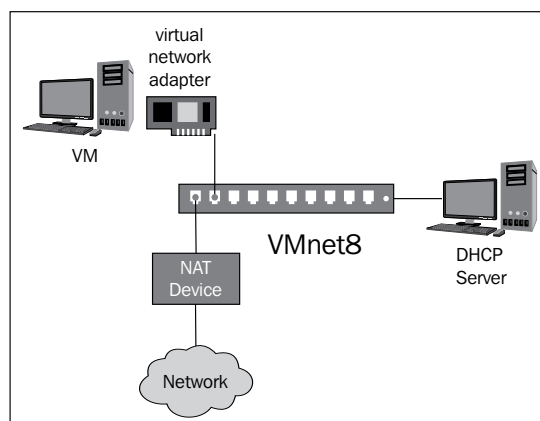 virtual
network
adapter
VM
VMnet8
DHCP
Server
NAT
Device
Network